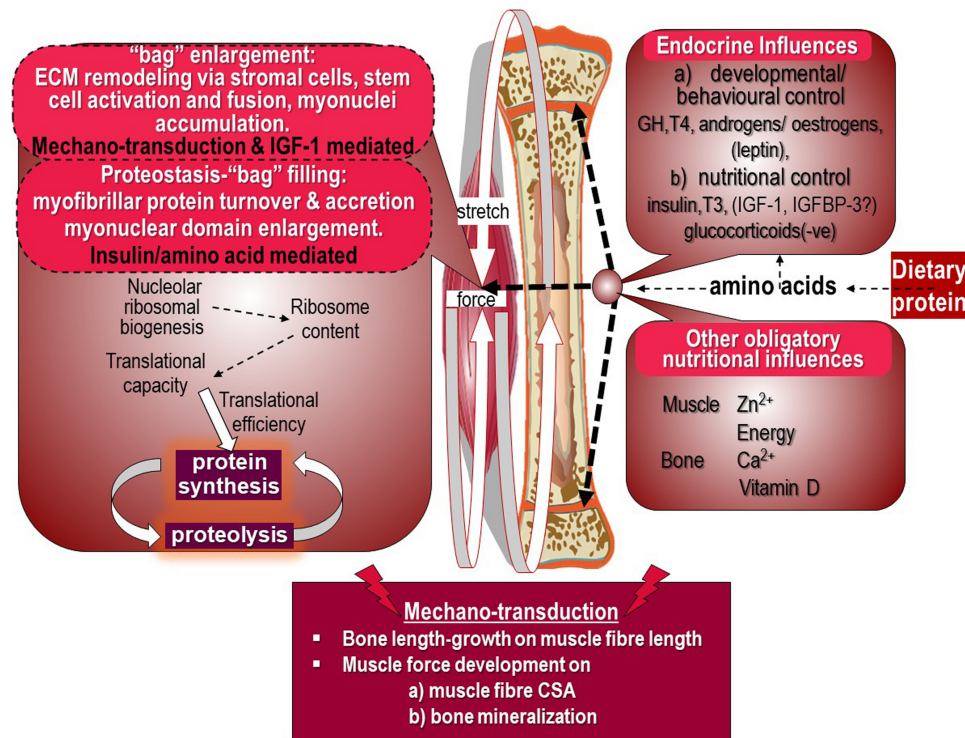 “bag” enlargement:
ECM remodeling via stromal cells, stem
cell activation and fusion, myonuclei
accumulation.
Mechano-transduction & IGF-1 mediated
Proteostasis-“bag” filling:
myofibrillar protein turnover & accretion
myonuclear domain enlargement.
Insulin/amino acid mediated
Nucleolar
ribosomal
biogenesis
Ribosome
content
Translational
capacity
Translational
efficiency
protein
synthesis
proteolysis
stretch
force
Endocrine Influences
a) developmental/
behavioural control
GH,T4, androgens/ oestrogens,
(leptin),
b) nutritional control
insulin,T3, (IGF-1, IGFBP-3?)
glucocorticoids(-ve)
amino acids
Dietary
protein
Other obligatory
nutritional influences
Muscle Zn²⁺
Energy
Bone Ca²⁺
Vitamin D
Mechano-transduction
▪ Bone length-growth on muscle fibre length
▪ Muscle force development on
a) muscle fibre CSA
b) bone mineralization